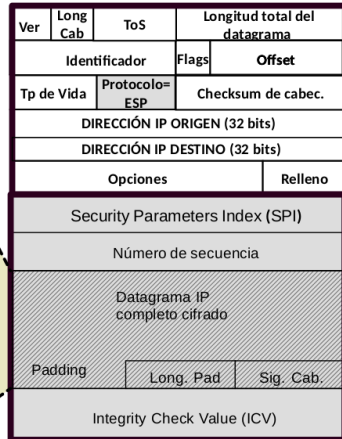 Ver
Long Cab
ToS
Longitud total del datagrama
Identificador
Flags
Offset
Tp de Vida
Protocolo= ESP
Checksum de cabec.
DIRECCIÓN IP ORIGEN (32 bits)
DIRECCIÓN IP DESTINO (32 bits)
Opciones
Relleno
Security Parameters Index (SPI)
Número de secuencia
Datagrama IP
completo cifrado
Padding
Long. Pad
Sig. Cab.
Integrity Check Value (ICV)